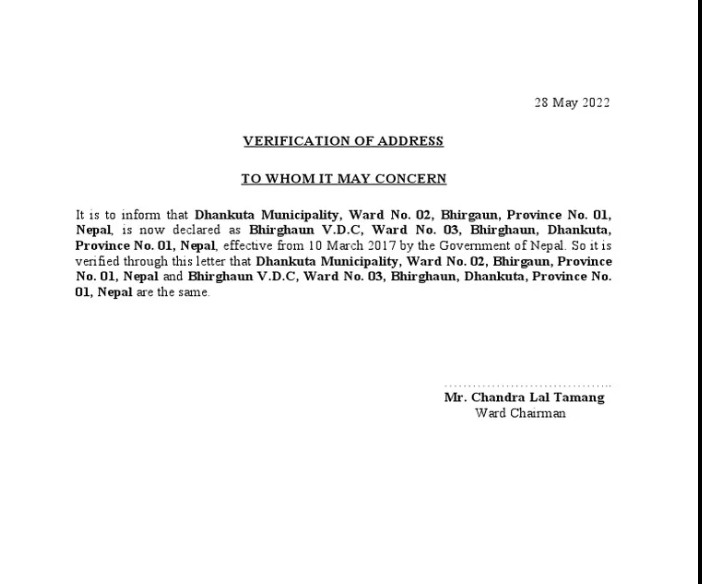 28 May 2022
VERIFICATION OF ADDRESS
TO WHOM IT MAY CONCERN
It is to inform that Dhankuta Municipality, Ward No. 02, Bhirgaun, Province No. 01,
Nepal, is now declared as Bhirghaun V.D.C, Ward No. 03, Bhirghaun, Dhankuta,
Province No. 01, Nepal, effective from 10 March 2017 by the Government of Nepal. So it is
verified through this letter that Dhankuta Municipality, Ward No. 02, Bhirgaun, Province
No. 01, Nepal and Bhirghaun V.D.C, Ward No. 03, Bhirghaun, Dhankuta, Province No.
01, Nepal are the same.
Mr. Chandra Lal Tamang
Ward Chairman